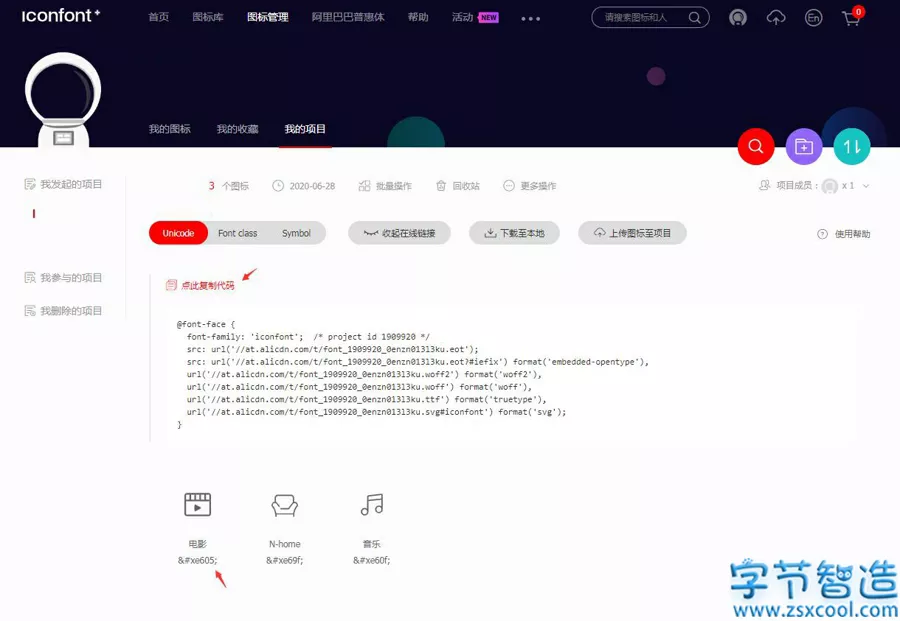 iconfont+ 首页 图标库 图标管理 阿里巴巴普惠体 帮助 活动 NEW ••• 请搜索图标和人 En 0
我的图标 我的收藏 我的项目
我发起的项目 3 个图标 2020-06-28 批量操作 回收站 更多操作 项目成员： x 1
Unicode Font class Symbol 收起在线链接 下载至本地 上传图标至项目 使用帮助
我参与的项目 点此复制代码
我删除的项目
@font-face {
font-family: 'iconfont';  /* project id 1909920 */
src: url('//at.alicdn.com/t/font_1909920_0enzn01313ku.eot');
src: url('//at.alicdn.com/t/font_1909920_0enzn01313ku.eot?#iefix') format('embedded-opentype'),
url('//at.alicdn.com/t/font_1909920_0enzn01313ku.woff2') format('woff2'),
url('//at.alicdn.com/t/font_1909920_0enzn01313ku.woff') format('woff'),
url('//at.alicdn.com/t/font_1909920_0enzn01313ku.ttf') format('truetype'),
url('//at.alicdn.com/t/font_1909920_0enzn01313ku.svg#iconfont') format('svg');
}
电影 N-home 音乐
&#xe605; &#xe69f; &#xe60f;
字节智造
www.zsxcool.com